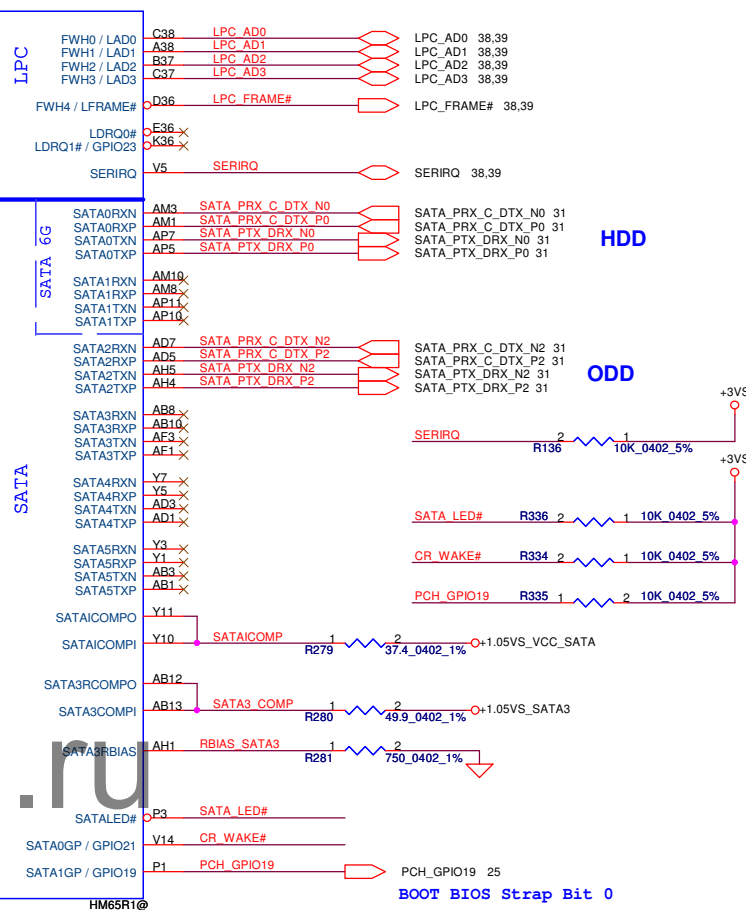 LPC
FWH0 / LAD0 C38 LPC_AD0 LPC_AD0 38,39
FWH1 / LAD1 A38 LPC_AD1 LPC_AD1 38,39
FWH2 / LAD2 B37 LPC_AD2 LPC_AD2 38,39
FWH3 / LAD3 C37 LPC_AD3 LPC_AD3 38,39
FWH4 / LFRAME# D36 LPC_FRAME# LPC_FRAME# 38,39
LDRQ0# E36
LDRQ1# / GPIO23 K36
SERIRQ V5 SERIRQ SERIRQ 38,39
SATA 6G
SATA0RXN AM3 SATA_PRX_C_DTX_N0 SATA_PRX_C_DTX_N0 31
SATA0RXP AM1 SATA_PRX_C_DTX_P0 SATA_PRX_C_DTX_P0 31
SATA0TXN AP7 SATA_PTX_DRX_N0 SATA_PTX_DRX_N0 31
SATA0TXP AP5 SATA_PTX_DRX_P0 SATA_PTX_DRX_P0 31
HDD
SATA1RXN AM10
SATA1RXP AM8
SATA1TXN AP11
SATA1TXP AP10
SATA2RXN AD7 SATA_PRX_C_DTX_N2 SATA_PRX_C_DTX_N2 31
SATA2RXP AD5 SATA_PRX_C_DTX_P2 SATA_PRX_C_DTX_P2 31
SATA2TXN AH5 SATA_PTX_DRX_N2 SATA_PTX_DRX_N2 31
SATA2TXP AH4 SATA_PTX_DRX_P2 SATA_PTX_DRX_P2 31
ODD
+3VS
SATA
SATA3RXN AB8
SATA3RXP AB10
SATA3TXN AF3
SATA3TXP AF1
SERIRQ 2 1
R136 10K_0402_5%
+3VS
SATA4RXN Y7
SATA4RXP Y5
SATA4TXN AD3
SATA4TXP AD1
SATA_LED# R336 2 1 10K_0402_5%
SATA5RXN Y3
SATA5RXP Y1
SATA5TXN AB3
SATA5TXP AB1
CR_WAKE# R334 2 1 10K_0402_5%
PCH_GPIO19 R335 1 2 10K_0402_5%
SATAICOMPO Y11
SATAICOMPI Y10 SATAICOMP 1 2 +1.05VS_VCC_SATA
R279 37.4_0402_1%
SATA3RCOMPO AB12
SATA3COMPI AB13 SATA3_COMP 1 2 +1.05VS_SATA3
R280 49.9_0402_1%
SATA3RBIAS AH1 RBIAS_SATA3 1 2
R281 750_0402_1%
.ru
SATALED# P3 SATA_LED#
SATA0GP / GPIO21 V14 CR_WAKE#
SATA1GP / GPIO19 P1 PCH_GPIO19 PCH_GPIO19 25
BOOT BIOS Strap Bit 0
HM65R1@